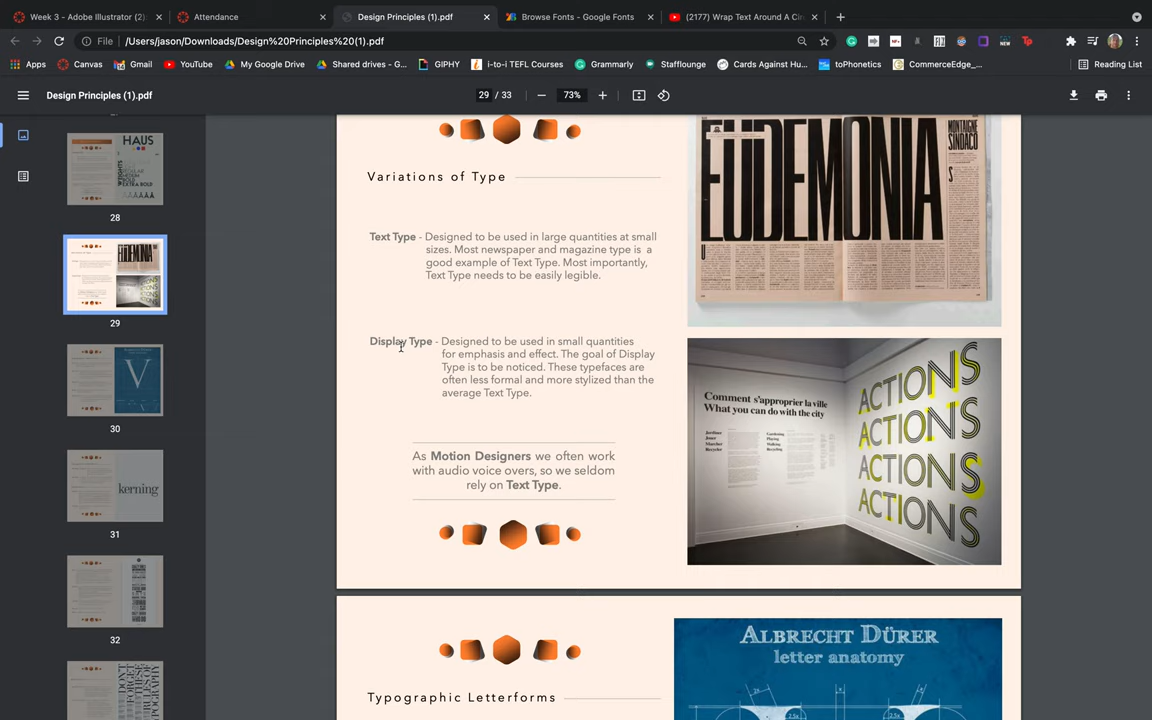 Week 3 - Adobe Illustrator (2)
Attendance
Design Principles (1).pdf
Browse Fonts - Google Fonts
(2177) Wrap Text Around A Ci
File
/Users/jason/Downloads/Design%20Principles%20(1).pdf
Apps
Canvas
Gmail
YouTube
My Google Drive
Shared drives - G...
GIPHY
i-to-i TEFL Courses
Grammarly
Stafflounge
Cards Against Hu...
toPhonetics
CommerceEdge_...
Reading List
Design Principles (1).pdf
29 / 33
73%
28
29
30
31
32
HAUS
V
kerning
Variations of Type
Text Type - Designed to be used in large quantities at small
sizes. Most newspaper and magazine type is a
good example of Text Type. Most importantly,
Text Type needs to be easily legible.
Display Type - Designed to be used in small quantities
for emphasis and effect. The goal of Display
Type is to be noticed. These typefaces are
often less formal and more stylized than the
average Text Type.
As Motion Designers we often work
with audio voice overs, so we seldom
rely on Text Type.
EUDEMONIA
MONTAIGNE
SINDACO
Comment s'approprier la ville
What you can do with the city
ACTIONS
ACTIONS
ACTIONS
ACTIONS
Typographic Letterforms
ALBRECHT DÜRER
letter anatomy